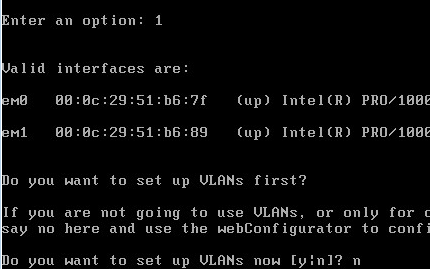 Enter an option: 1
Valid interfaces are:
em0 00:0c:29:51:b6:7f (up) Intel(R) PRO/1000
em1 00:0c:29:51:b6:89 (up) Intel(R) PRO/1000
Do you want to set up VLANs first?
If you are not going to use VLANs, or only for o
say no here and use the webConfigurator to confi
Do you want to set up VLANs now [y|n]? n